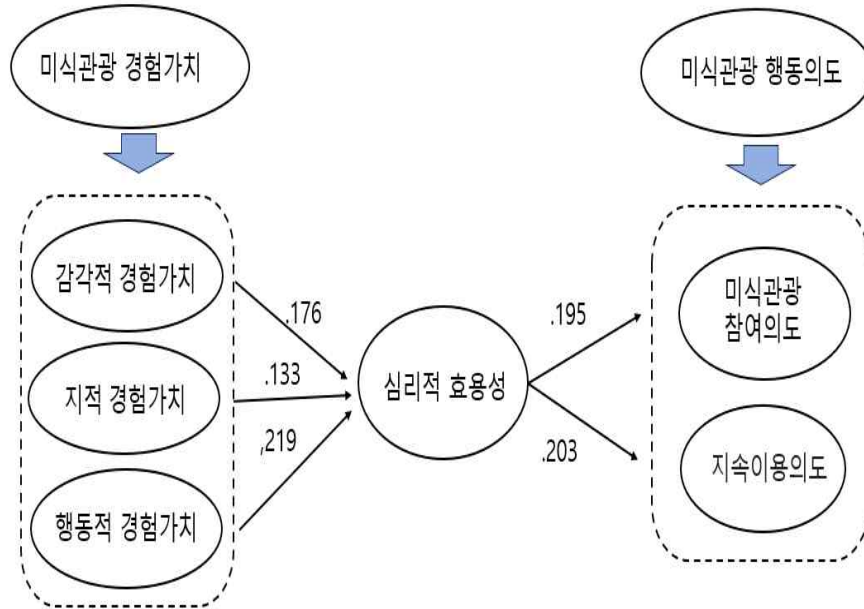 미식관광 경험가치
미식관광 행동의도
감각적 경험가치
지적 경험가치
행동적 경험가치
.176
.133
,219
심리적 효용성
.195
.203
미식관광
참여의도
지속이용의도